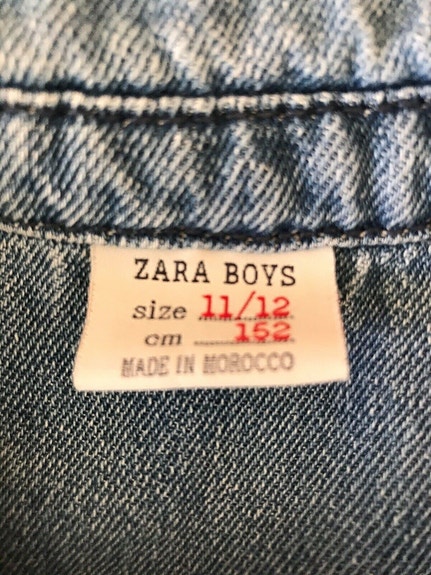 ZARA BOYS
size 11/12
cm 152
MADE IN MOROCCO